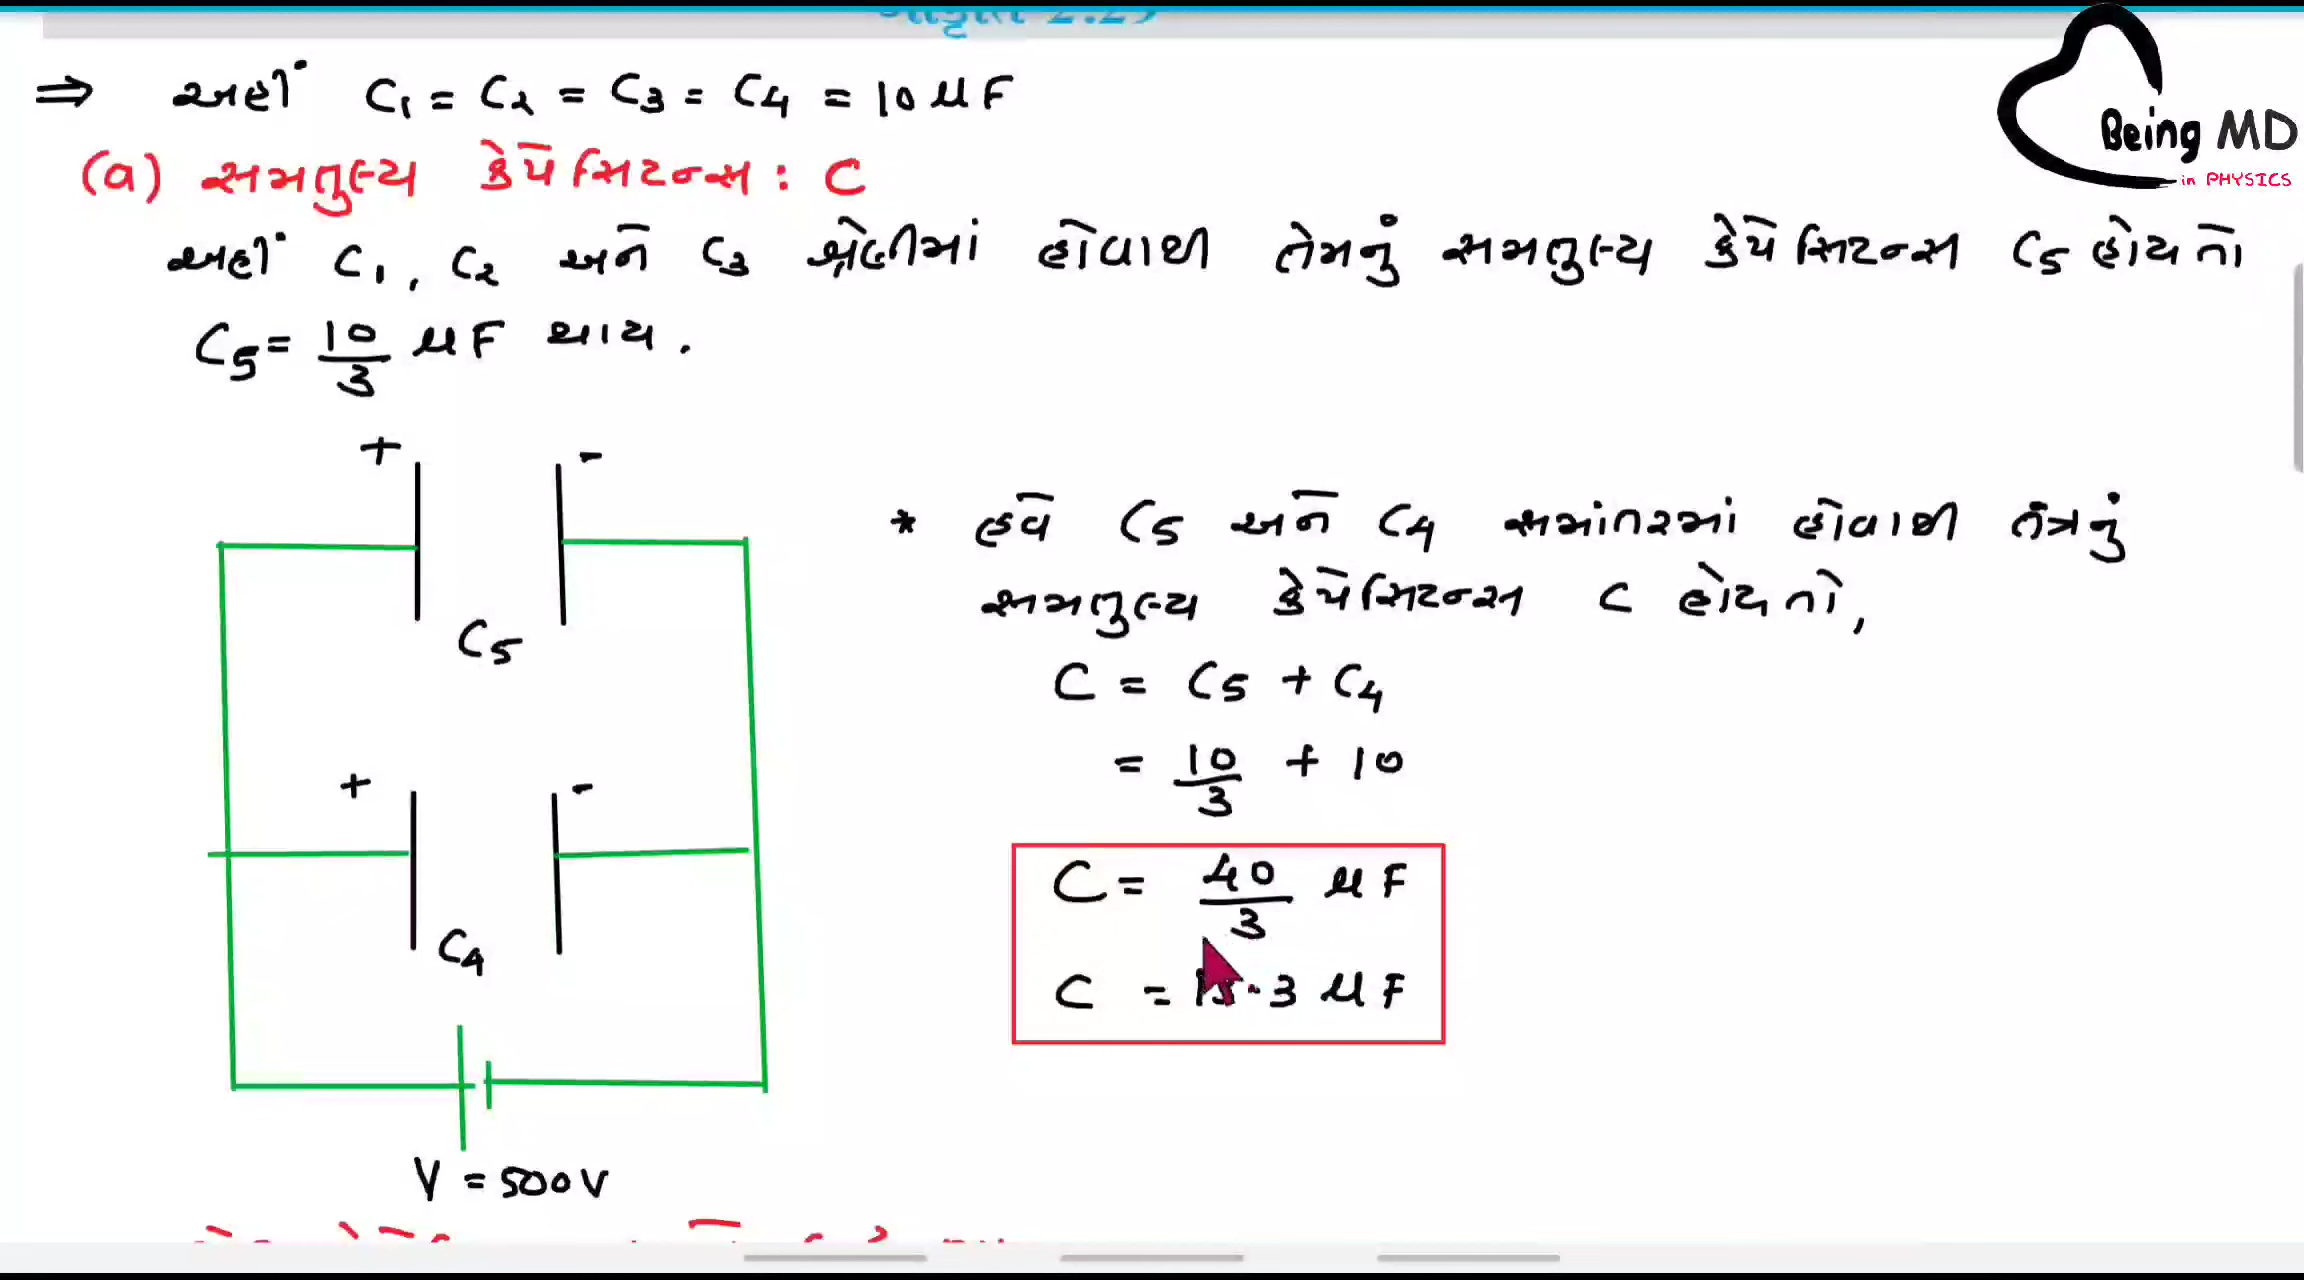 ⇒ અહીં C₁ = C₂ = C₃ = C₄ = 10 μF
Being MD
in PHYSICS
(a) સમતુલ્ય કેપેસિટન્સ : C
અહીં C₁, C₂ અને C₃ શ્રેણીમાં હોવાથી તેમનું સમતુલ્ય કેપેસિટન્સ C₅ હોય તો
C₅ = 10/3 μF થાય.
+ -
C₅
* હવે C₅ અને C₄ સમાંતરમાં હોવાથી તંત્રનું
સમતુલ્ય કેપેસિટન્સ C હોય તો,
C = C₅ + C₄
= 10/3 + 10
+ -
C₄
C = 40/3 μF
C = 3 μF
V = 500V